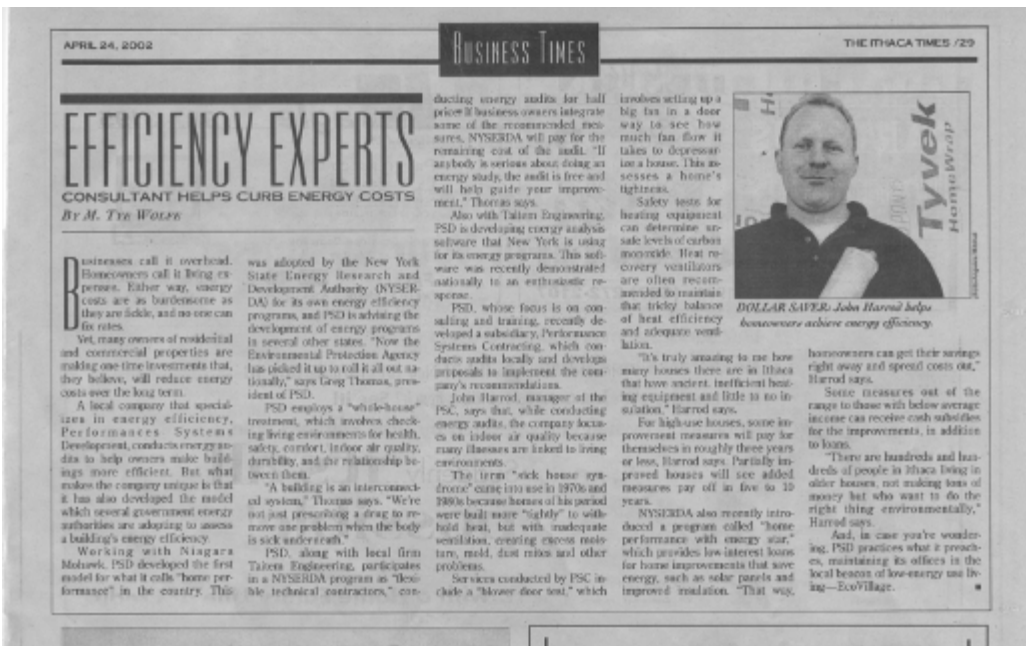 APRIL 24, 2002
BUSINESS TIMES
THE ITHACA TIMES /29
EFFICIENCY EXPERTS
CONSULTANT HELPS CURB ENERGY COSTS
BY M. TYE WOLFE
Businesses call it overhead.
Homeowners call it living ex-
penses. Either way, energy
costs are as burdensome as
they are fickle, and no one can
fix rates.
Yet, many owners of residential
and commercial properties are
making one-time investments that,
they believe, will reduce energy
costs over the long term.
A local company that special-
izes in energy efficiency,
Performances Systems
Development, conducts energy au-
dits to help owners make build-
ings more efficient. But what
makes the company unique is that
it has also developed the model
which several government energy
authorities are adopting to assess
a building's energy efficiency.
Working with Niagara
Mohawk, PSD developed the first
model for what it calls "home per-
formance" in the country. This
was adopted by the New York
State Energy Research and
Development Authority (NYSER-
DA) for its own energy efficiency
programs, and PSD is advising the
development of energy programs
in several other states. "Now the
Environmental Protection Agency
has picked it up to roll it all out na-
tionally," says Greg Thomas, pres-
ident of PSD.
PSD employs a "whole-house"
treatment, which involves check-
ing living environments for health,
safety, comfort, indoor air quality,
durability, and the relationship be-
tween them.
"A building is an interconnect-
ed system," Thomas says. "We're
not just prescribing a drug to re-
move one problem when the body
is sick underneath."
PSD, along with local firm
Taitem Engineering, participates
in a NYSERDA program as "flexi-
ble technical contractors," con-
ducting energy audits for half
price if business owners integrate
some of the recommended mea-
sures, NYSERDA will pay for the
remaining cost of the audit. "If
anybody is serious about doing an
energy study, the audit is free and
will help guide your improve-
ment," Thomas says.
Also with Taitem Engineering,
PSD is developing energy analysis
software that New York is using
for its energy programs. This soft-
ware was recently demonstrated
nationally to an enthusiastic re-
sponse.
PSD, whose focus is on con-
sulting and training, recently de-
veloped a subsidiary, Performance
Systems Contracting, which con-
ducts audits locally and develops
proposals to implement the com-
pany's recommendations.
John Harrod, manager of the
PSC, says that, while conducting
energy audits, the company focus-
es on indoor air quality because
many illnesses are linked to living
environments.
The term "sick house syn-
drome" came into use in 1970s and
1980s because homes of his period
were built more "tightly" to with-
hold heat, but with inadequate
ventilation, creating excess mois-
ture, mold, dust mites and other
problems.
Services conducted by PSC in-
clude a "blower door test," which
involves setting up a
big fan in a door
way to see how
much fan flow it
takes to depressur-
ize a house. This as-
sesses a home's
tightness.
Safety tests for
heating equipment
can determine un-
safe levels of carbon
monoxide. Heat re-
covery ventilators
are often recom-
mended to maintain
that tricky balance
of heat efficiency
and adequate venti-
lation.
"It's truly amazing to me how
many houses there are in Ithaca
that have ancient, inefficient heat-
ing equipment and little to no in-
sulation," Harrod says.
For high-use houses, some im-
provement measures will pay for
themselves in roughly three years
or less, Harrod says. Partially im-
proved houses will see added
measures pay off in five to 10
years.
NYSERDA also recently intro-
duced a program called "home
performance with energy star,"
which provides low-interest loans
for home improvements that save
energy, such as solar panels and
improved insulation. "That way,
Tyvek
HomeWrap
DOLLAR SAVER: John Harrod helps
homeowners achieve energy efficiency.
homeowners can get their savings
right away and spread costs out,"
Harrod says.
Some measures out of the
range to those with below average
income can receive cash subsidies
for the improvements, in addition
to loans.
"There are hundreds and hun-
dreds of people in Ithaca living in
older houses, not making tons of
money but who want to do the
right thing environmentally,"
Harrod says.
And, in case you're wonder-
ing, PSD practices what it preach-
es, maintaining its offices in the
local beacon of low-energy use liv-
ing—EcoVillage.